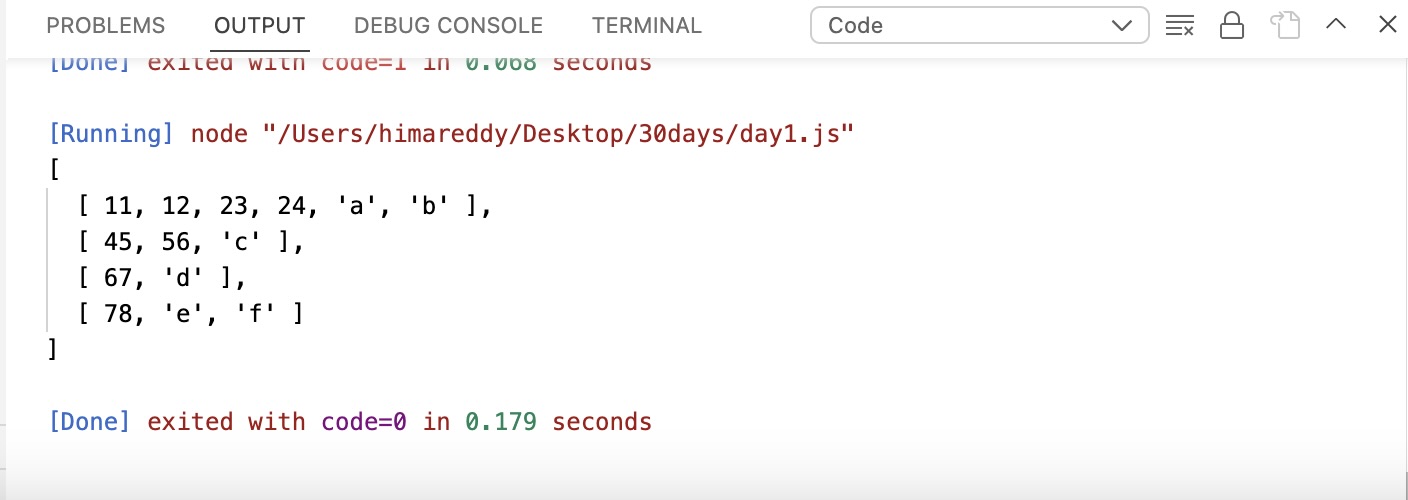 PROBLEMS OUTPUT DEBUG CONSOLE TERMINAL Code
[Done] exited with code=1 in 0.068 seconds
[Running] node "/Users/himareddy/Desktop/30days/day1.js"
[
[ 11, 12, 23, 24, 'a', 'b' ],
[ 45, 56, 'c' ],
[ 67, 'd' ],
[ 78, 'e', 'f' ]
]
[Done] exited with code=0 in 0.179 seconds